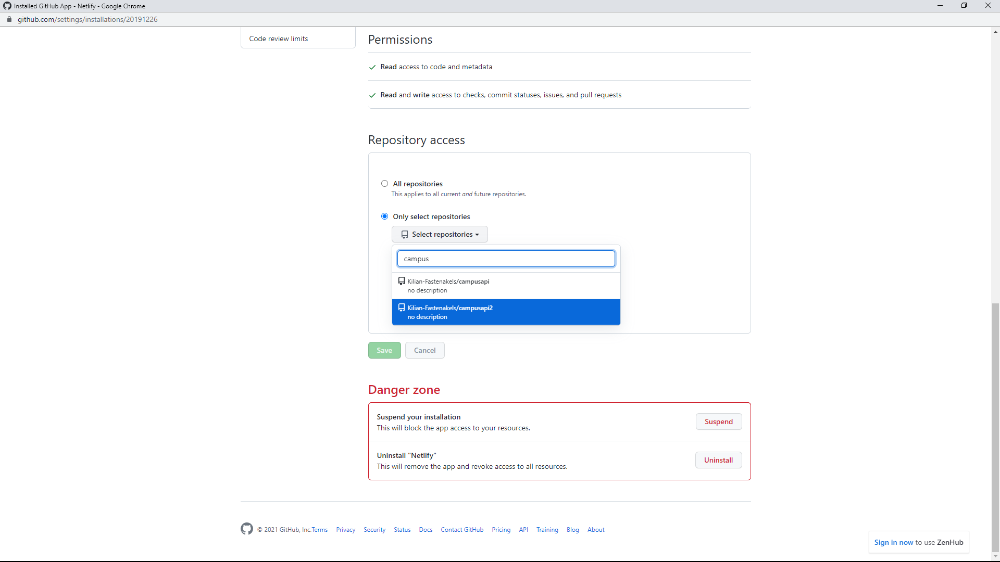 Installed GitHub App - Netlify - Google Chrome
github.com/settings/installations/20191226
Code review limits
Permissions
Read access to code and metadata
Read and write access to checks, commit statuses, issues, and pull requests
Repository access
All repositories
This applies to all current and future repositories.
Only select repositories
Select repositories
campus
Kilian-Fastenakels/campusapi
no description
Kilian-Fastenakels/campusapi2
no description
Save Cancel
Danger zone
Suspend your installation
This will block the app access to your resources.
Suspend
Uninstall "Netlify"
This will remove the app and revoke access to all resources.
Uninstall
© 2021 GitHub, Inc. Terms Privacy Security Status Docs Contact GitHub Pricing API Training Blog About
Sign in now to use ZenHub